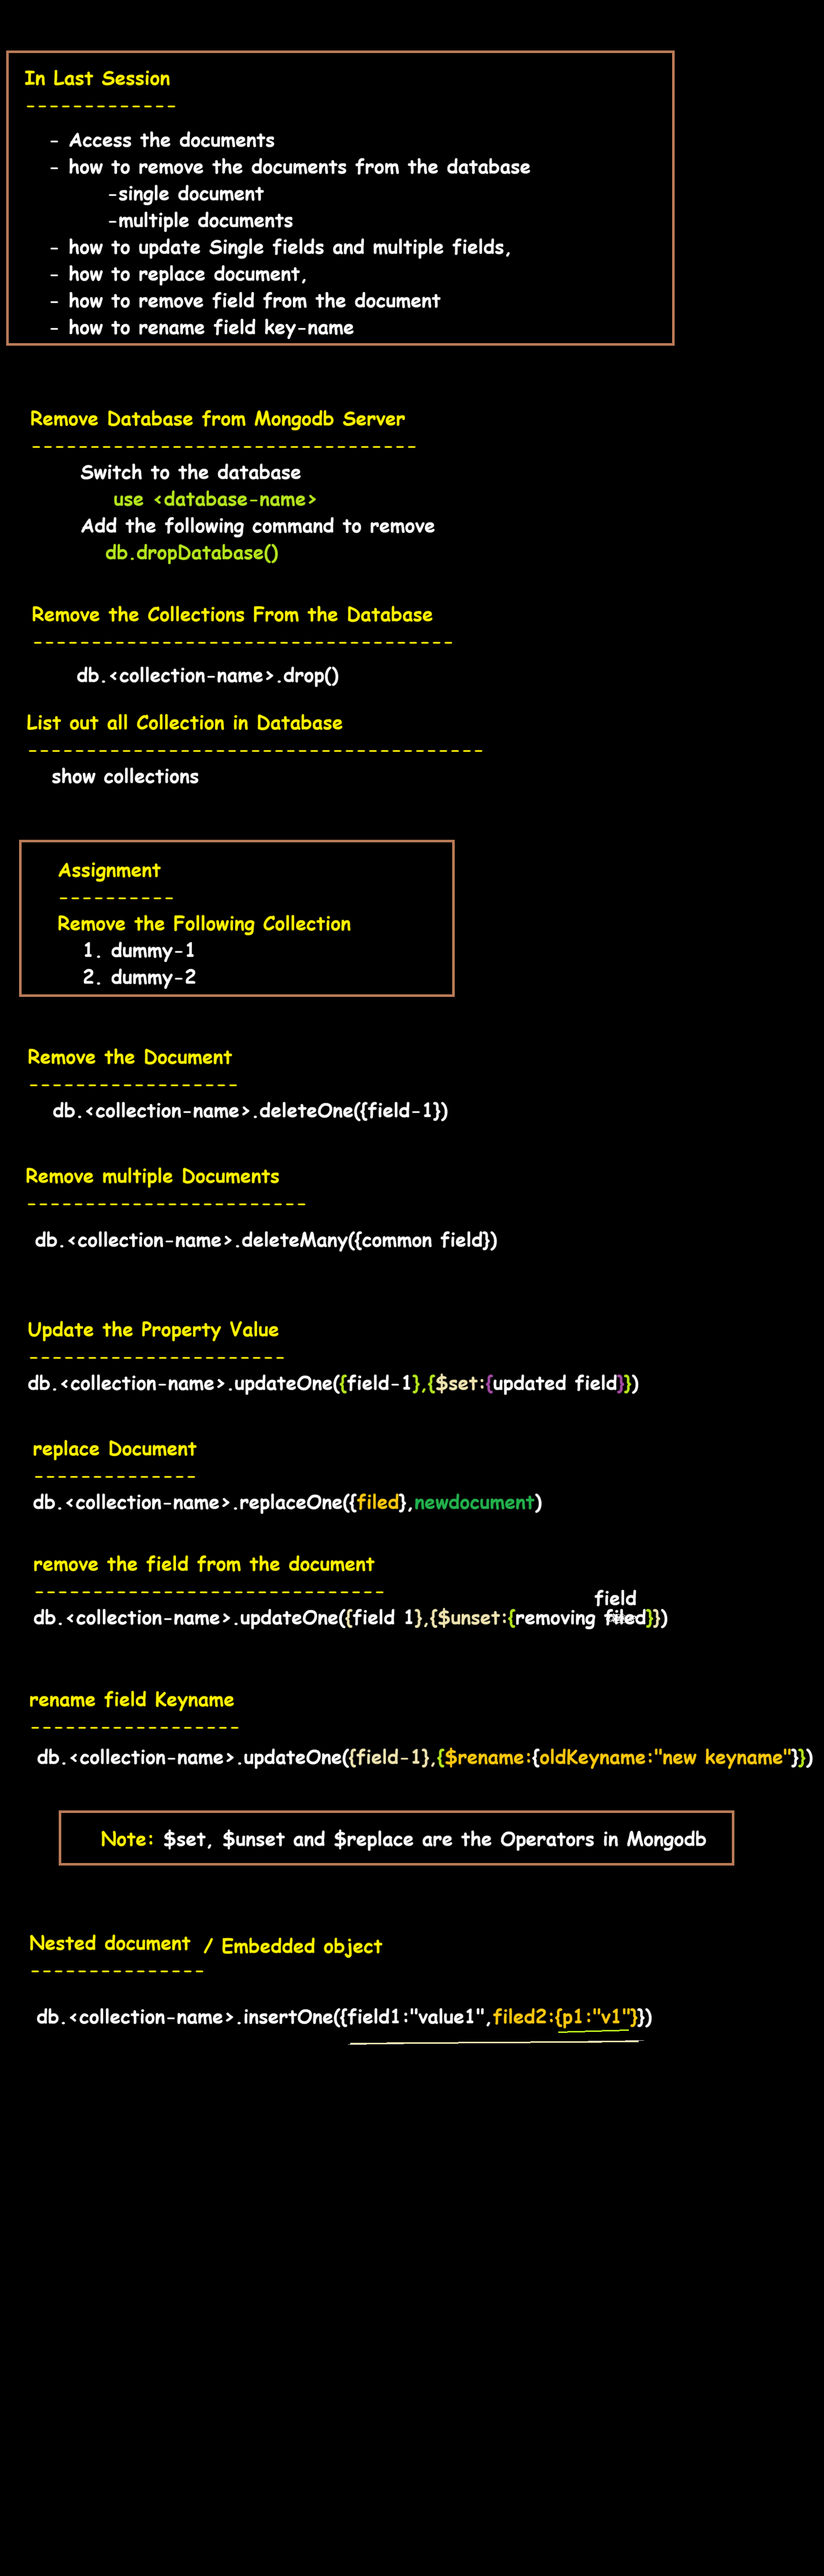 In Last Session
-------------
- Access the documents
- how to remove the documents from the database
-single document
-multiple documents
- how to update Single fields and multiple fields,
- how to replace document,
- how to remove field from the document
- how to rename field key-name
Remove Database from Mongodb Server
---------------------------------
Switch to the database
use <database-name>
Add the following command to remove
db.dropDatabase()
Remove the Collections From the Database
------------------------------------
db.<collection-name>.drop()
List out all Collection in Database
---------------------------------------
show collections
Assignment
----------
Remove the Following Collection
1. dummy-1
2. dummy-2
Remove the Document
------------------
db.<collection-name>.deleteOne({field-1})
Remove multiple Documents
------------------------
db.<collection-name>.deleteMany({common field})
Update the Property Value
----------------------
db.<collection-name>.updateOne({field-1},{$set:{updated field}})
replace Document
--------------
db.<collection-name>.replaceOne({filed},newdocument)
remove the field from the document
------------------------------
field
db.<collection-name>.updateOne({field 1},{$unset:{removing filed}})
rename field Keyname
------------------
db.<collection-name>.updateOne({field-1},{$rename:{oldKeyname:"new keyname"}})
Note: $set, $unset and $replace are the Operators in Mongodb
Nested document / Embedded object
---------------
db.<collection-name>.insertOne({field1:"value1",filed2:{p1:"v1"}})